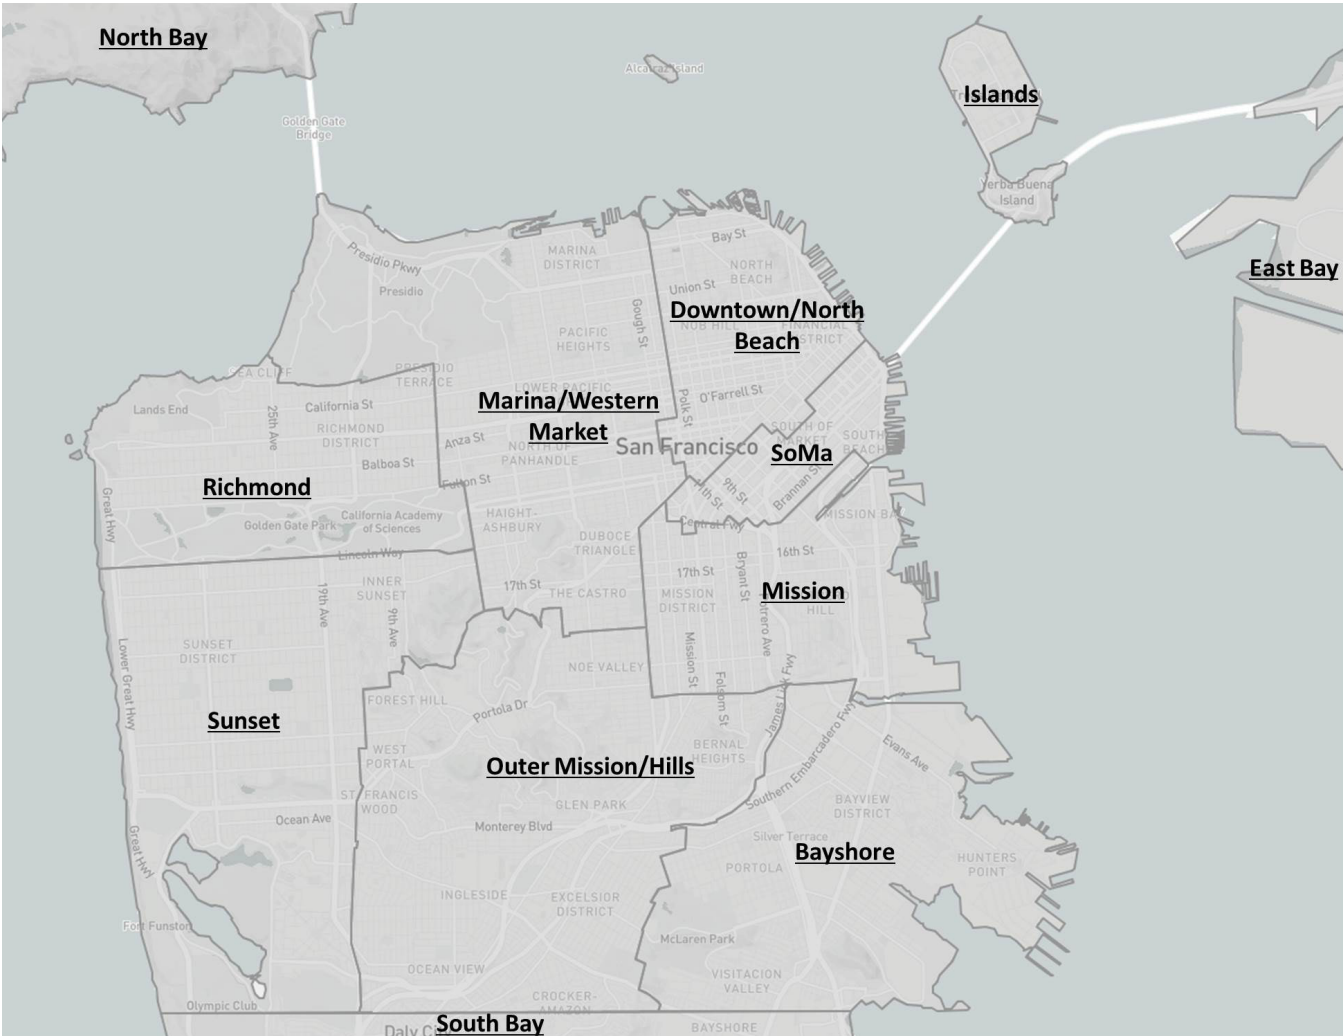 North Bay
Alcatraz Island
Islands
Golden Gate
Bridge
Yerba Buena
Island
East Bay
Presidio Pkwy
MARINA
DISTRICT
Bay St
NORTH
BEACH
Presidio
Union St
Gough St
Downtown/North
Beach
NOB HILL
FINANCIAL
DISTRICT
PACIFIC
HEIGHTS
SEA CLIFF
PRESIDIO
TERRACE
LOWER PACIFIC
Marina/Western
Market
Polk St
O'Farrell St
Lands End
25th Ave
California St
RICHMOND
DISTRICT
Anza St
NORTH OF
PANHANDLE
San Francisco
SOUTH OF
MARKET
SOUTH
BEACH
SoMa
Balboa St
Richmond
Fulton St
11th St
9th St
Brannan St
Great Hwy
Golden Gate Park
California Academy
of Sciences
HAIGHT-
ASHBURY
Central Fwy
MISSION BAY
Lincoln Way
DUBOCE
TRIANGLE
16th St
INNER
SUNSET
19th Ave
9th Ave
17th St
THE CASTRO
17th St
MISSION
DISTRICT
Bryant St
Mission
HILL
Potrero Ave
SUNSET
DISTRICT
Lower Great Hwy
NOE VALLEY
Mission St
Folsom St
James Lick Fwy
FOREST HILL
Portola Dr
Sunset
WEST
PORTAL
Outer Mission/Hills
BERNAL
HEIGHTS
Southern Embarcadero Fwy
Evans Ave
ST. FRANCIS
WOOD
GLEN PARK
BAYVIEW
DISTRICT
Ocean Ave
Monterey Blvd
Silver Terrace
Bayshore
Great Hwy
PORTOLA
HUNTERS
POINT
INGLESIDE
EXCELSIOR
DISTRICT
Fort Funston
McLaren Park
OCEAN VIEW
VISITACION
VALLEY
Olympic Club
CROCKER-
AMAZON
South Bay
Daly City
BAYSHORE